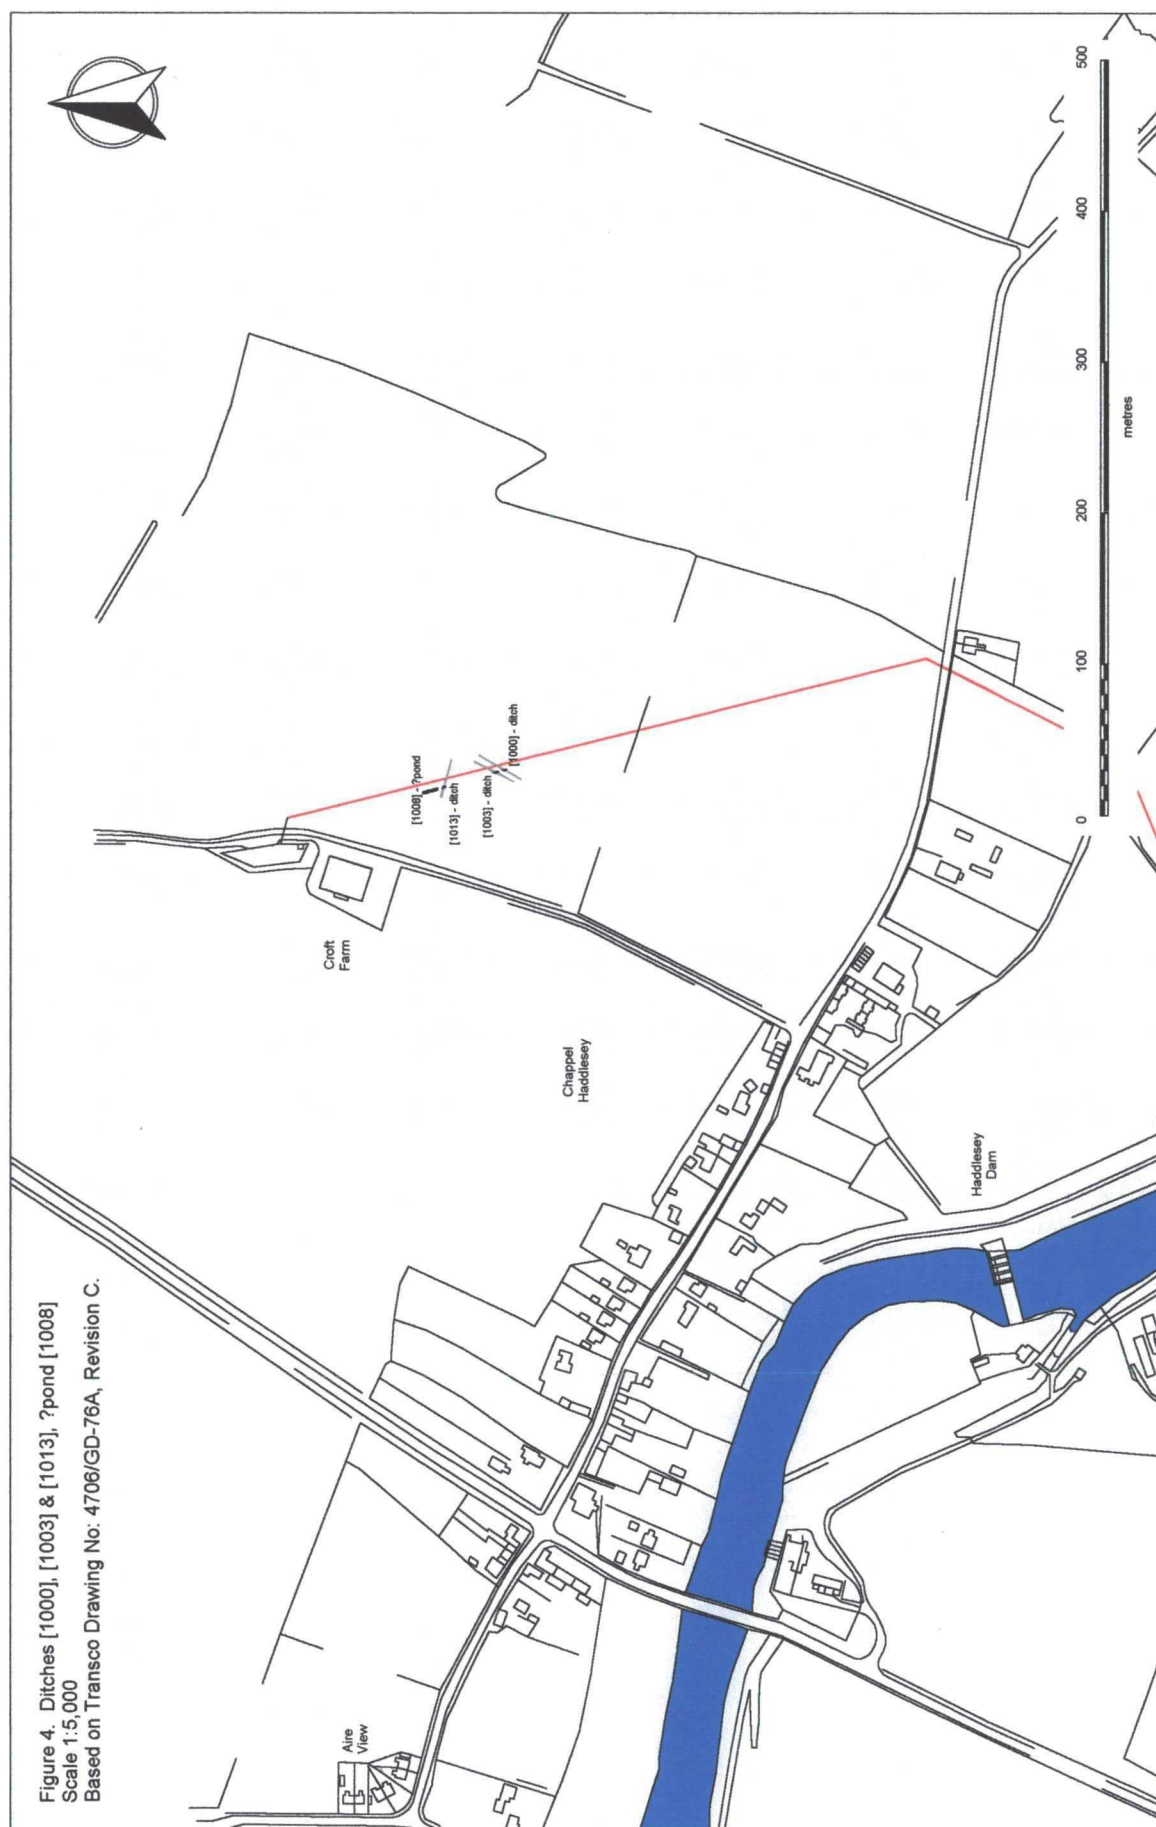 Figure 4. Ditches [1000], [1003] & [1013], ?pond [1008]
Scale 1:5,000
Based on Transco Drawing No: 4706/GD-76A, Revision C.
Aire
View
Chappel
Haddlesey
Croft
Farm
[1008] - ?pond
[1013] - ditch
[1003] - ditch
[1000] - ditch
Haddlesey
Dam
0
100
200
300
400
500
metres